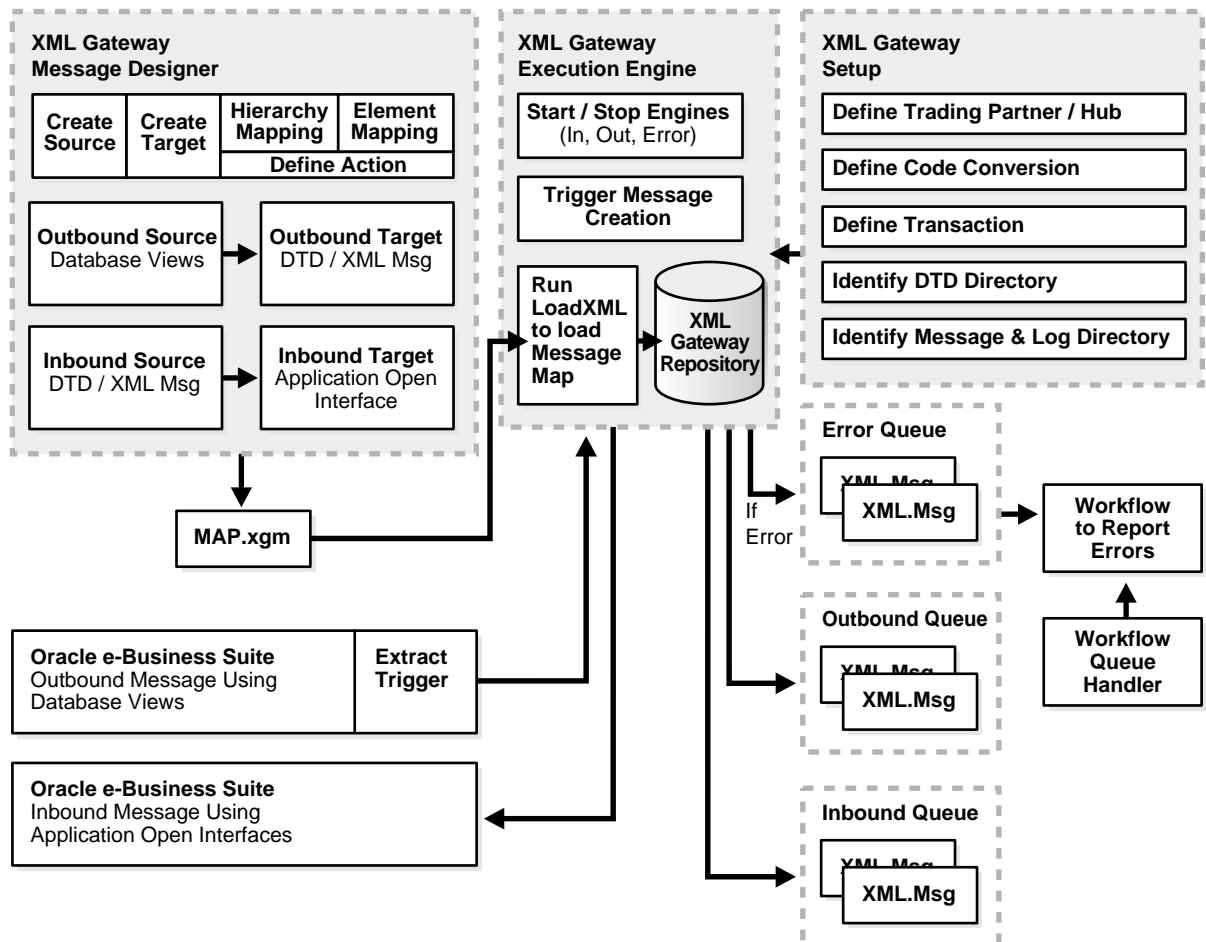 XML Gateway
Message Designer
Create
Source
Create
Target
Hierarchy
Mapping
Element
Mapping
Define Action
Outbound Source
Database Views
Outbound Target
DTD / XML Msg
Inbound Source
DTD / XML Msg
Inbound Target
Application Open
Interface
MAP.xgm
Oracle e-Business Suite
Outbound Message Using
Database Views
Extract
Trigger
Oracle e-Business Suite
Inbound Message Using
Application Open Interfaces
XML Gateway
Execution Engine
Start / Stop Engines
(In, Out, Error)
Trigger Message
Creation
Run
LoadXML
to load
Message
Map
XML
Gateway
Repository
XML Gateway
Setup
Define Trading Partner / Hub
Define Code Conversion
Define Transaction
Identify DTD Directory
Identify Message & Log Directory
If
Error
Error Queue
XML.Msg
XML.Msg
Workflow
to Report
Errors
Workflow
Queue
Handler
Outbound Queue
XML.Msg
XML.Msg
Inbound Queue
XML.Msg
XML.Msg